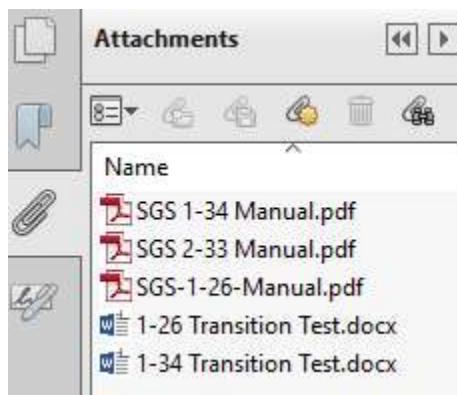 Attachments
Name
SGS 1-34 Manual.pdf
SGS 2-33 Manual.pdf
SGS-1-26-Manual.pdf
1-26 Transition Test.docx
1-34 Transition Test.docx